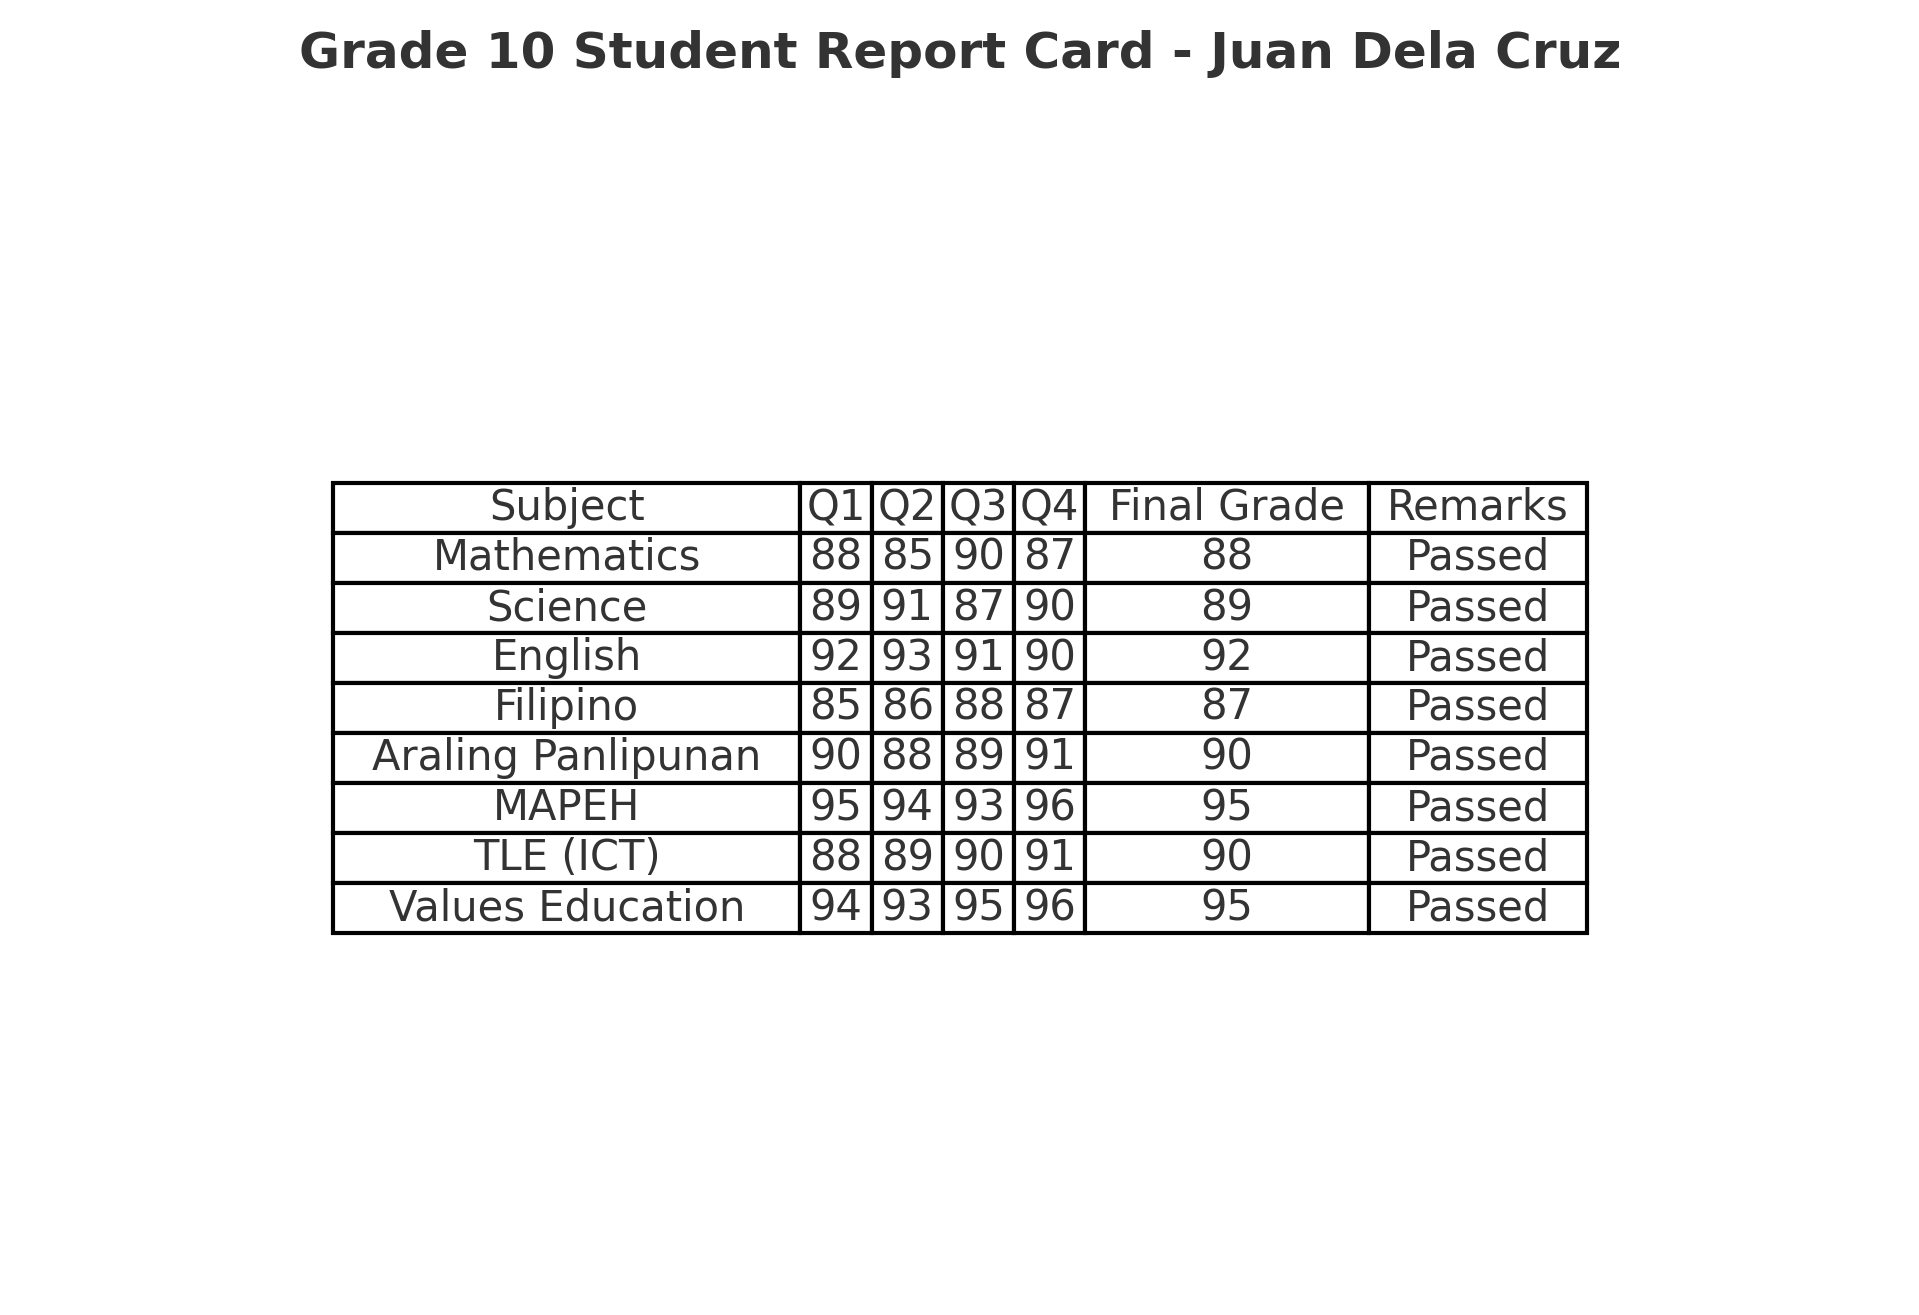 Grade 10 Student Report Card - Juan Dela Cruz
Subject Q1 Q2 Q3 Q4 Final Grade Remarks
Mathematics 88 85 90 87 88 Passed
Science 89 91 87 90 89 Passed
English 92 93 91 90 92 Passed
Filipino 85 86 88 87 87 Passed
Araling Panlipunan 90 88 89 91 90 Passed
MAPEH 95 94 93 96 95 Passed
TLE (ICT) 88 89 90 91 90 Passed
Values Education 94 93 95 96 95 Passed